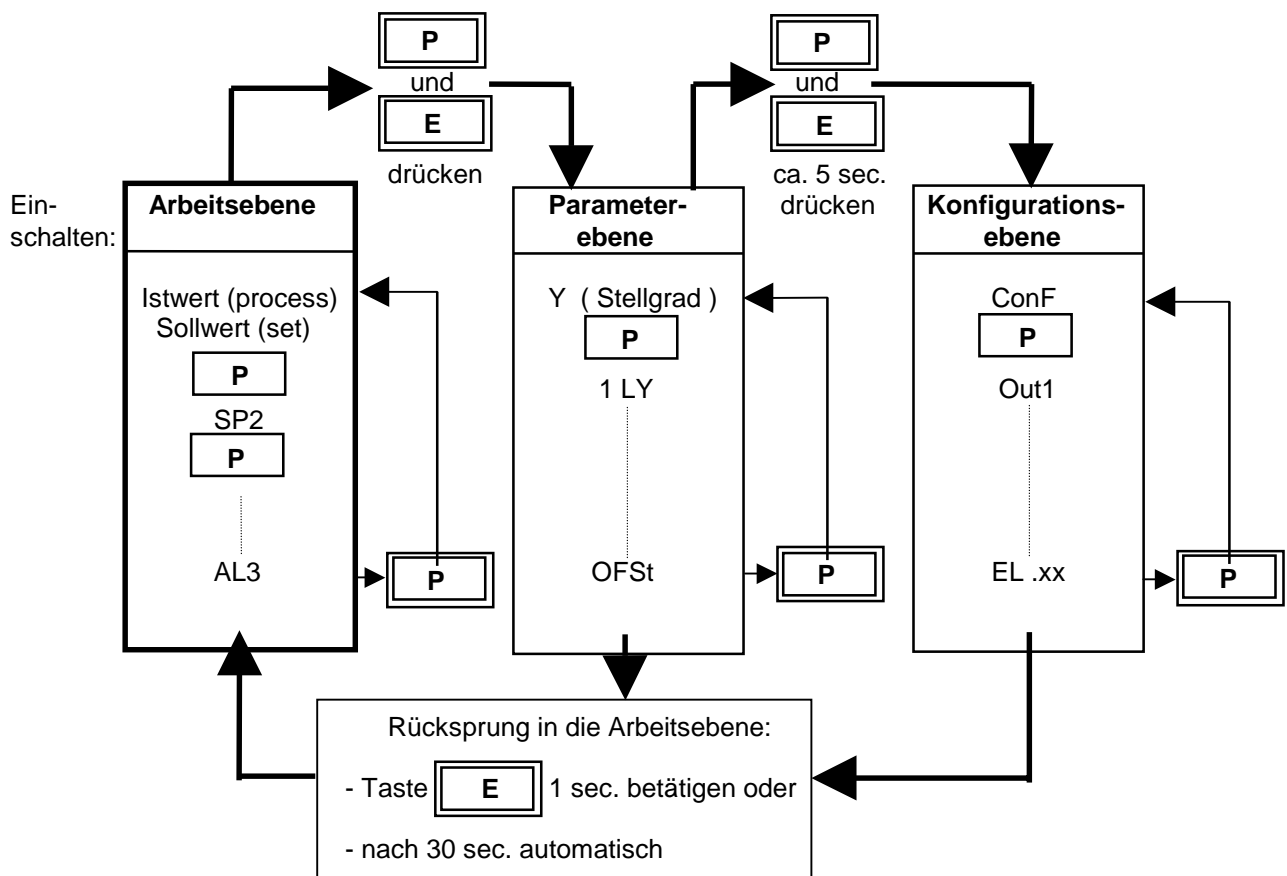 P
und
E
drücken
P
und
E
ca. 5 sec.
drücken
Ein-
schalten:
Arbeitsebene
Istwert (process)
Sollwert (set)
P
SP2
P
AL3
P
Parameter-
ebene
Y ( Stellgrad )
P
1 LY
OFSt
P
Konfigurations-
ebene
ConF
P
Out1
EL .xx
P
Rücksprung in die Arbeitsebene:
- Taste E 1 sec. betätigen oder
- nach 30 sec. automatisch